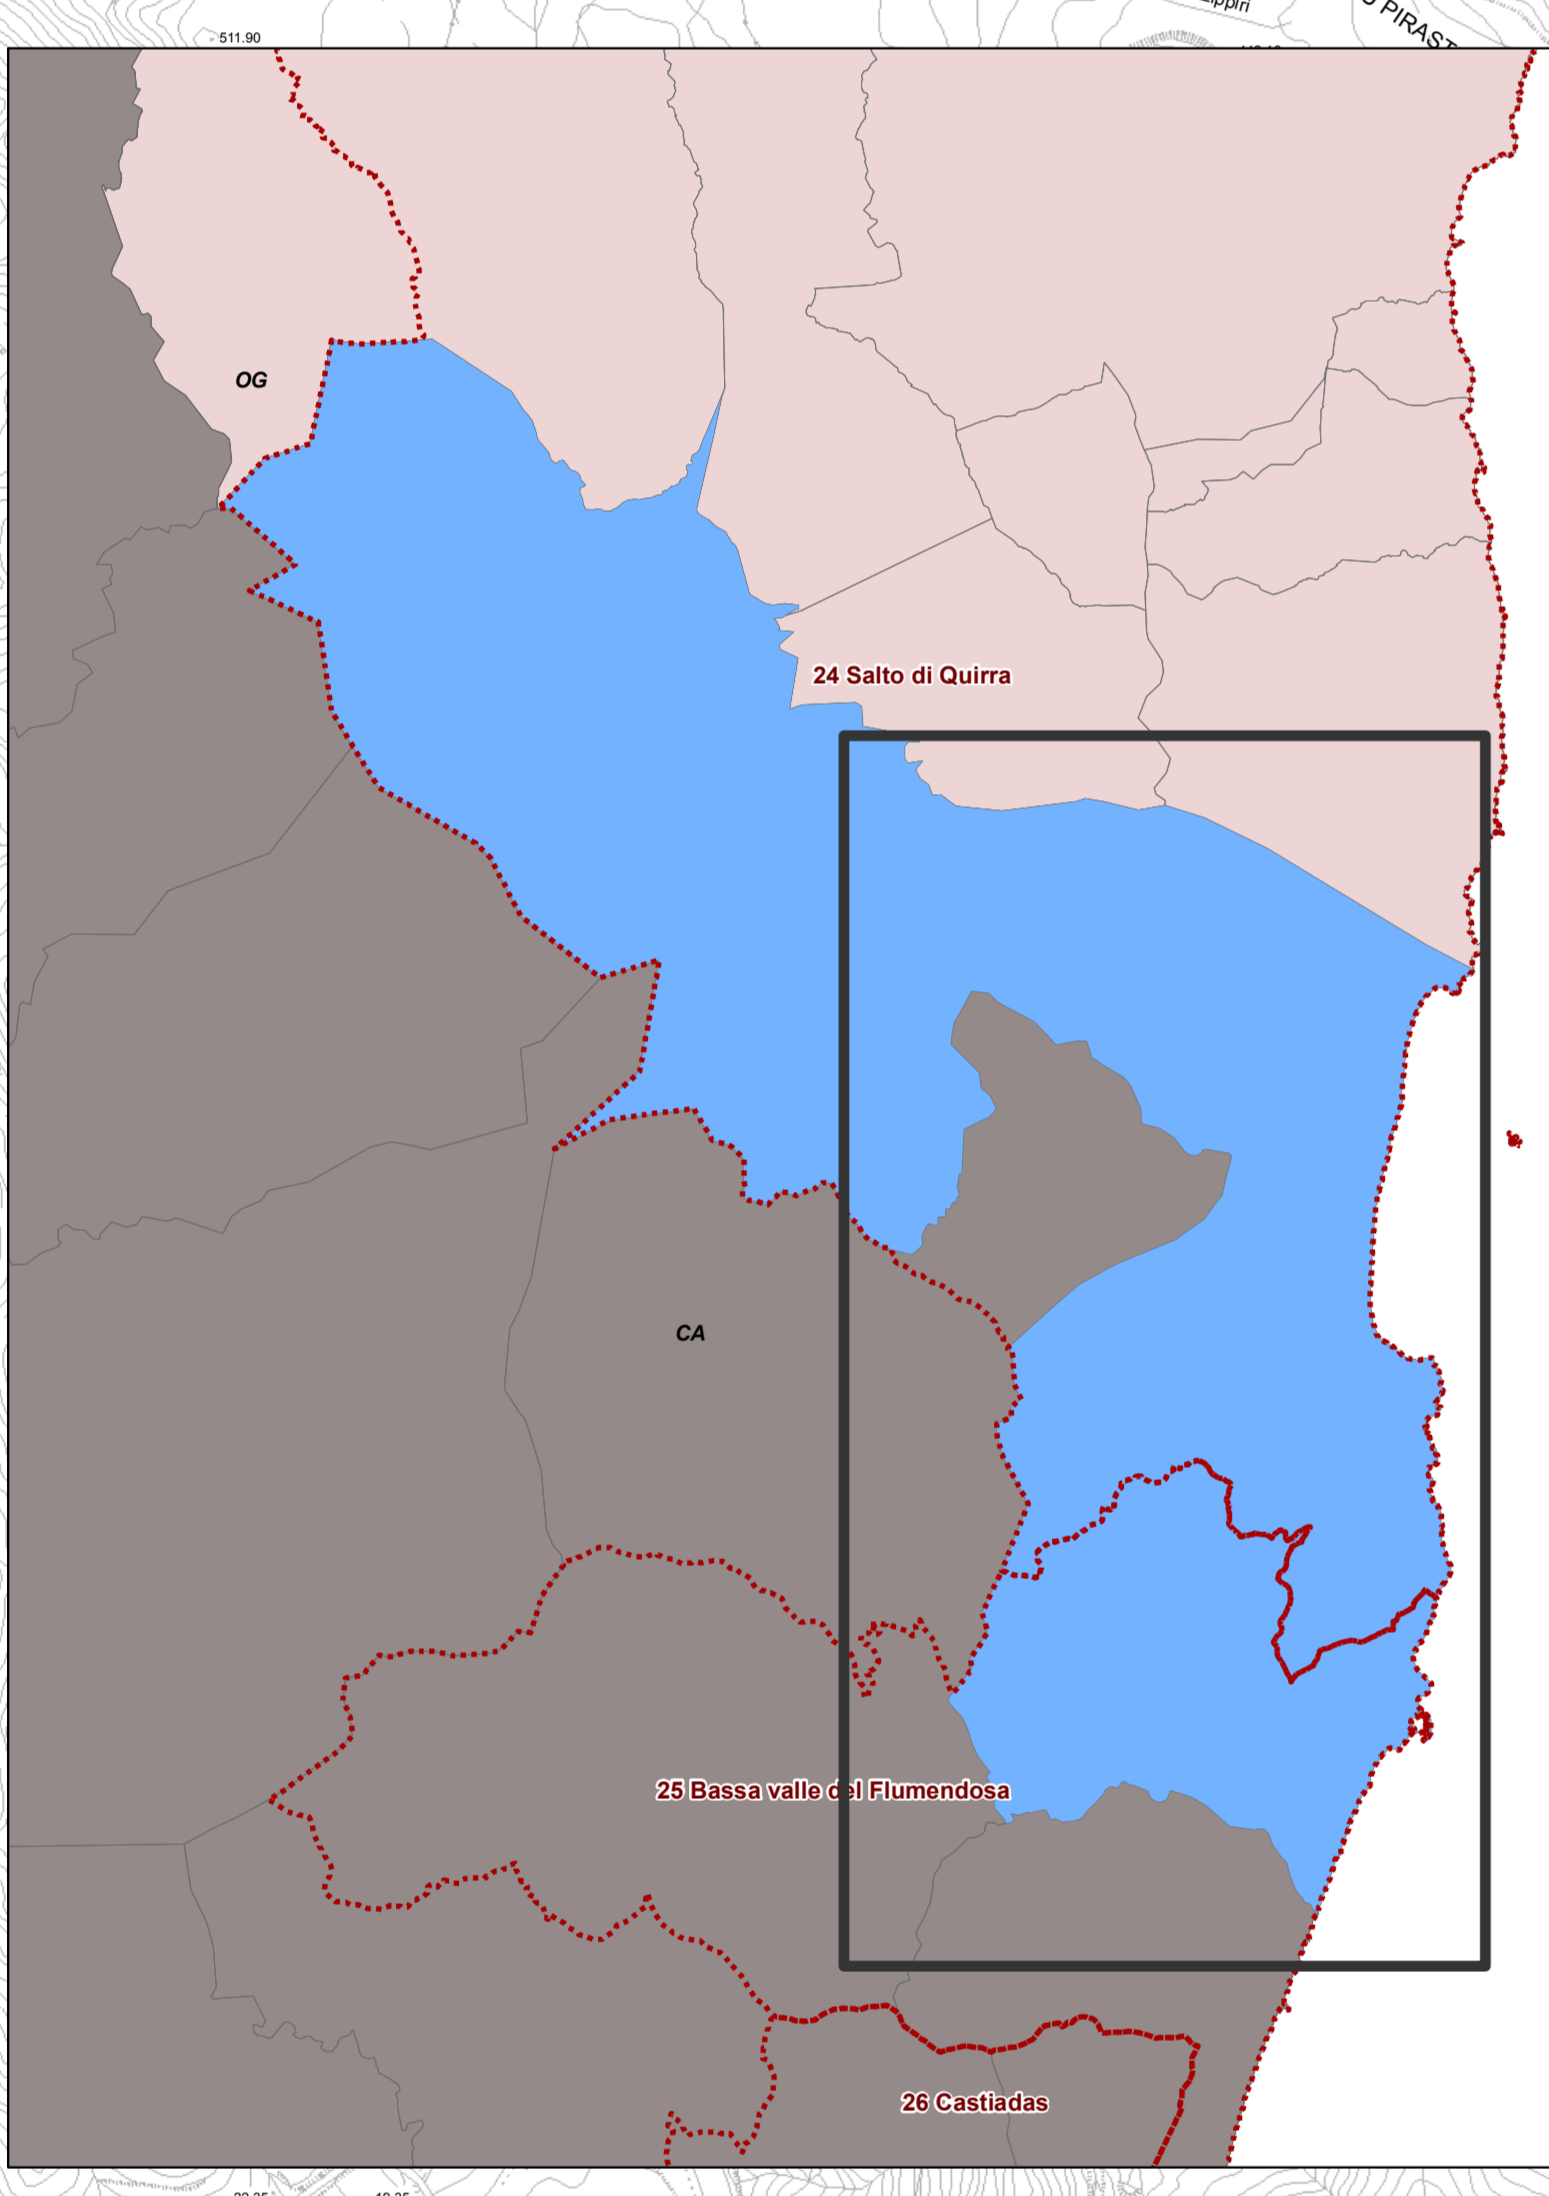 511.90
OG
24 Salto di Quirra
CA
25 Bassa valle del Flumendosa
26 Castiadas